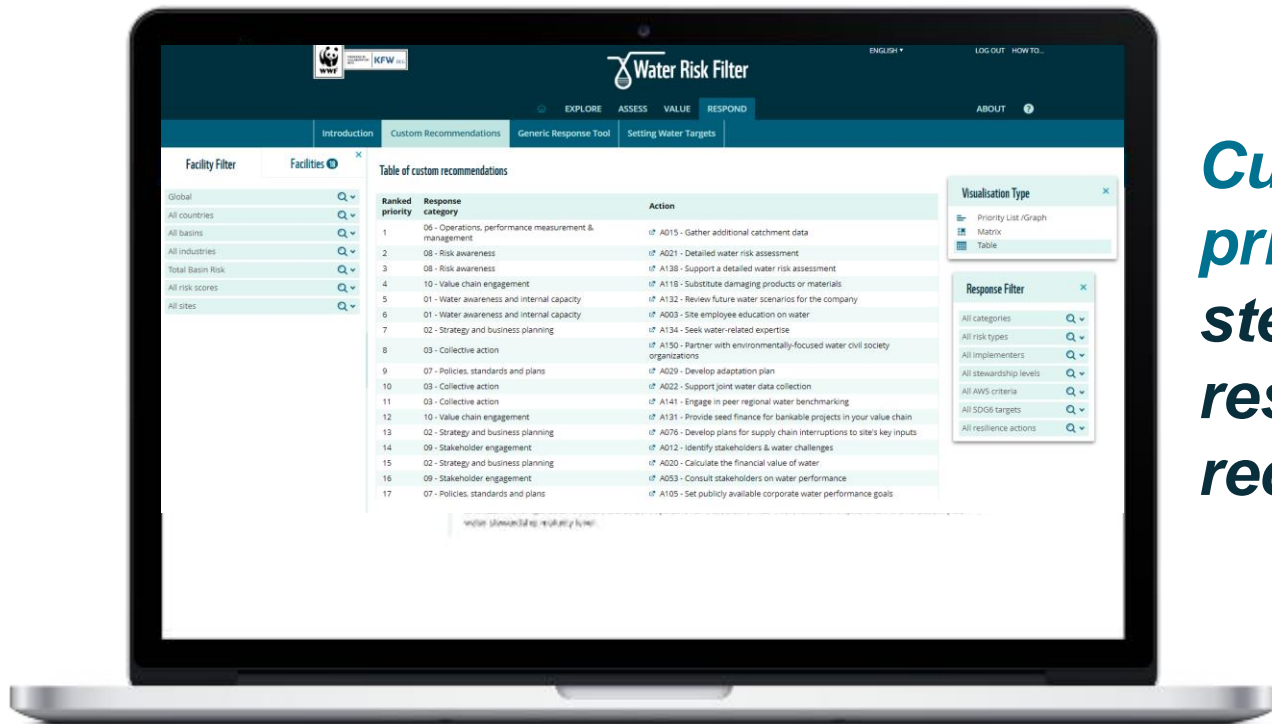 WWF
KFW DEG
Water Risk Filter
ENGLISH
LOG OUT HOW TO...
EXPLORE ASSESS VALUE RESPOND
ABOUT ?
Introduction Custom Recommendations Generic Response Tool Setting Water Targets
Facility Filter Facilities
Global
All countries
All basins
All industries
Total Basin Risk
All risk scores
All sites
Table of custom recommendations
Ranked priority Response category Action
1 06 - Operations, performance measurement & management A015 - Gather additional catchment data
2 08 - Risk awareness A021 - Detailed water risk assessment
3 08 - Risk awareness A138 - Support a detailed water risk assessment
4 10 - Value chain engagement A118 - Substitute damaging products or materials
5 01 - Water awareness and internal capacity A132 - Review future water scenarios for the company
6 01 - Water awareness and internal capacity A003 - Site employee education on water
7 02 - Strategy and business planning A134 - Seek water-related expertise
8 03 - Collective action A150 - Partner with environmentally-focused water civil society organizations
9 07 - Policies, standards and plans A029 - Develop adaptation plan
10 03 - Collective action A022 - Support joint water data collection
11 03 - Collective action A141 - Engage in peer regional water benchmarking
12 10 - Value chain engagement A131 - Provide seed finance for bankable projects in your value chain
13 02 - Strategy and business planning A076 - Develop plans for supply chain interruptions to site's key inputs
14 09 - Stakeholder engagement A012 - Identify stakeholders & water challenges
15 02 - Strategy and business planning A020 - Calculate the financial value of water
16 09 - Stakeholder engagement A053 - Consult stakeholders on water performance
17 07 - Policies, standards and plans A105 - Set publicly available corporate water performance goals
water stewardship maturity level.
Visualisation Type
Priority List /Graph
Matrix
Table
Response Filter
All categories
All risk types
All implementers
All stewardship levels
All AWS criteria
All SDG6 targets
All resilience actions
Cu
pri
ste
res
rec